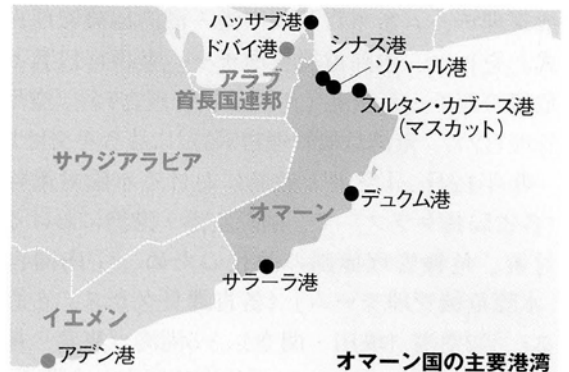 ハッサブ港
ドバイ港
シナス港
ソハール港
アラブ
首長国連邦
スルタン・カブース港
(マスカット)
サウジアラビア
オマーン
デュクム港
サラーラ港
イエメン
アデン港
オマーン国の主要港湾